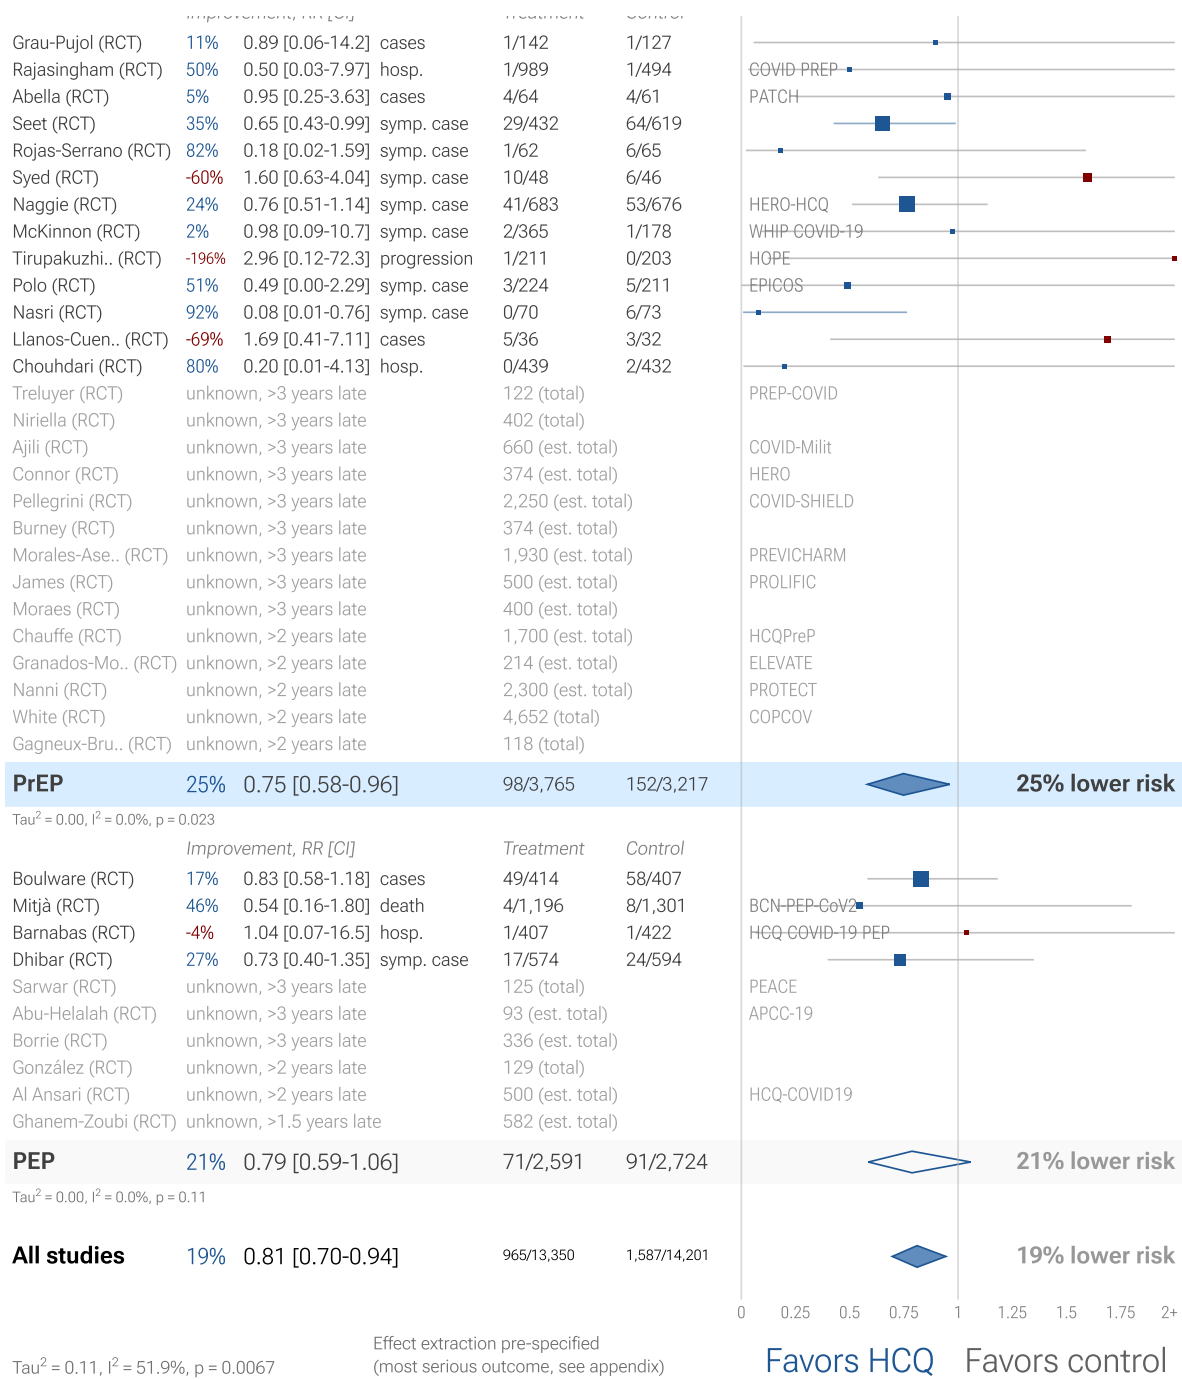 Improvement, RR [CI] Treatment Control
Grau-Pujol (RCT) 11% 0.89 [0.06-14.2] cases 1/142 1/127
Rajasingham (RCT) 50% 0.50 [0.03-7.97] hosp. 1/989 1/494 COVID PREP
Abella (RCT) 5% 0.95 [0.25-3.63] cases 4/64 4/61 PATCH
Seet (RCT) 35% 0.65 [0.43-0.99] symp. case 29/432 64/619
Rojas-Serrano (RCT) 82% 0.18 [0.02-1.59] symp. case 1/62 6/65
Syed (RCT) -60% 1.60 [0.63-4.04] symp. case 10/48 6/46
Naggie (RCT) 24% 0.76 [0.51-1.14] symp. case 41/683 53/676 HERO-HCQ
McKinnon (RCT) 2% 0.98 [0.09-10.7] symp. case 2/365 1/178 WHIP COVID-19
Tirupakuzhi.. (RCT) -196% 2.96 [0.12-72.3] progression 1/211 0/203 HOPE
Polo (RCT) 51% 0.49 [0.00-2.29] symp. case 3/224 5/211 EPICOS
Nasri (RCT) 92% 0.08 [0.01-0.76] symp. case 0/70 6/73
Llanos-Cuen.. (RCT) -69% 1.69 [0.41-7.11] cases 5/36 3/32
Chouhdari (RCT) 80% 0.20 [0.01-4.13] hosp. 0/439 2/432
Treluyer (RCT) unknown, >3 years late 122 (total) PREP-COVID
Niriella (RCT) unknown, >3 years late 402 (total)
Ajili (RCT) unknown, >3 years late 660 (est. total) COVID-Milit
Connor (RCT) unknown, >3 years late 374 (est. total) HERO
Pellegrini (RCT) unknown, >3 years late 2,250 (est. total) COVID-SHIELD
Burney (RCT) unknown, >3 years late 374 (est. total)
Morales-Ase.. (RCT) unknown, >3 years late 1,930 (est. total) PREVICHARM
James (RCT) unknown, >3 years late 500 (est. total) PROLIFIC
Moraes (RCT) unknown, >3 years late 400 (est. total)
Chauffe (RCT) unknown, >2 years late 1,700 (est. total) HCQPreP
Granados-Mo.. (RCT) unknown, >2 years late 214 (est. total) ELEVATE
Nanni (RCT) unknown, >2 years late 2,300 (est. total) PROTECT
White (RCT) unknown, >2 years late 4,652 (total) COPCOV
Gagneux-Bru.. (RCT) unknown, >2 years late 118 (total)
PrEP 25% 0.75 [0.58-0.96] 98/3,765 152/3,217 25% lower risk
Tau² = 0.00, I² = 0.0%, p = 0.023
Improvement, RR [CI] Treatment Control
Boulware (RCT) 17% 0.83 [0.58-1.18] cases 49/414 58/407
Mitjà (RCT) 46% 0.54 [0.16-1.80] death 4/1,196 8/1,301 BCN-PEP-CoV2
Barnabas (RCT) -4% 1.04 [0.07-16.5] hosp. 1/407 1/422 HCQ COVID-19 PEP
Dhibar (RCT) 27% 0.73 [0.40-1.35] symp. case 17/574 24/594
Sarwar (RCT) unknown, >3 years late 125 (total) PEACE
Abu-Helalah (RCT) unknown, >3 years late 93 (est. total) APCC-19
Borrie (RCT) unknown, >3 years late 336 (est. total)
González (RCT) unknown, >2 years late 129 (total)
Al Ansari (RCT) unknown, >2 years late 500 (est. total) HCQ-COVID19
Ghanem-Zoubi (RCT) unknown, >1.5 years late 582 (est. total)
PEP 21% 0.79 [0.59-1.06] 71/2,591 91/2,724 21% lower risk
Tau² = 0.00, I² = 0.0%, p = 0.11
All studies 19% 0.81 [0.70-0.94] 965/13,350 1,587/14,201 19% lower risk
0 0.25 0.5 0.75 1 1.25 1.5 1.75 2+
Tau² = 0.11, I² = 51.9%, p = 0.0067
Effect extraction pre-specified
(most serious outcome, see appendix)
Favors HCQ Favors control